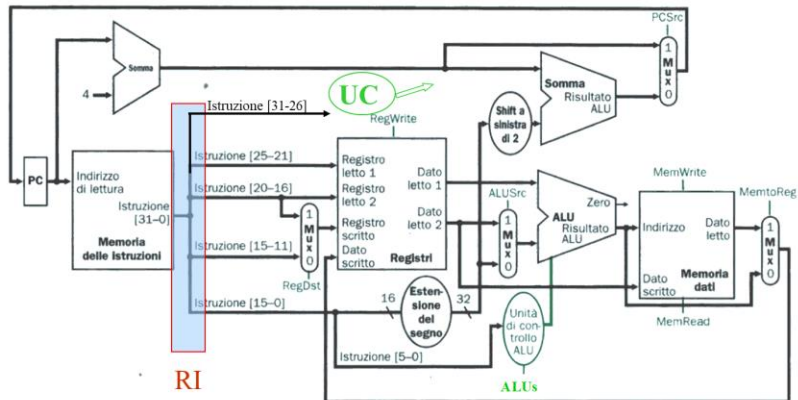 PCSrc
1
Mux
0
Somma
4
Somma
Risultato
ALU
Shift a
sinistra
di 2
UC
Istruzione [31-26]
RegWrite
PC
Indirizzo
di lettura
Istruzione
[31-0]
Memoria
delle istruzioni
Istruzione [25-21]
Istruzione [20-16]
Istruzione [15-11]
1
Mux
0
RegDst
Registro
letto 1
Registro
letto 2
Registro
scritto
Dato
scritto
Dato
letto 1
Dato
letto 2
Registri
ALUSrc
1
Mux
0
Zero
ALU
Risultato
ALU
MemWrite
Indirizzo
Dato
letto
Dato
scritto
Memoria
dati
MemRead
MemtoReg
1
Mux
0
Istruzione [15-0]
16
Esten-
sione
del
segno
32
Unità
di con-
trollo
ALU
Istruzione [5-0]
RI
ALUs